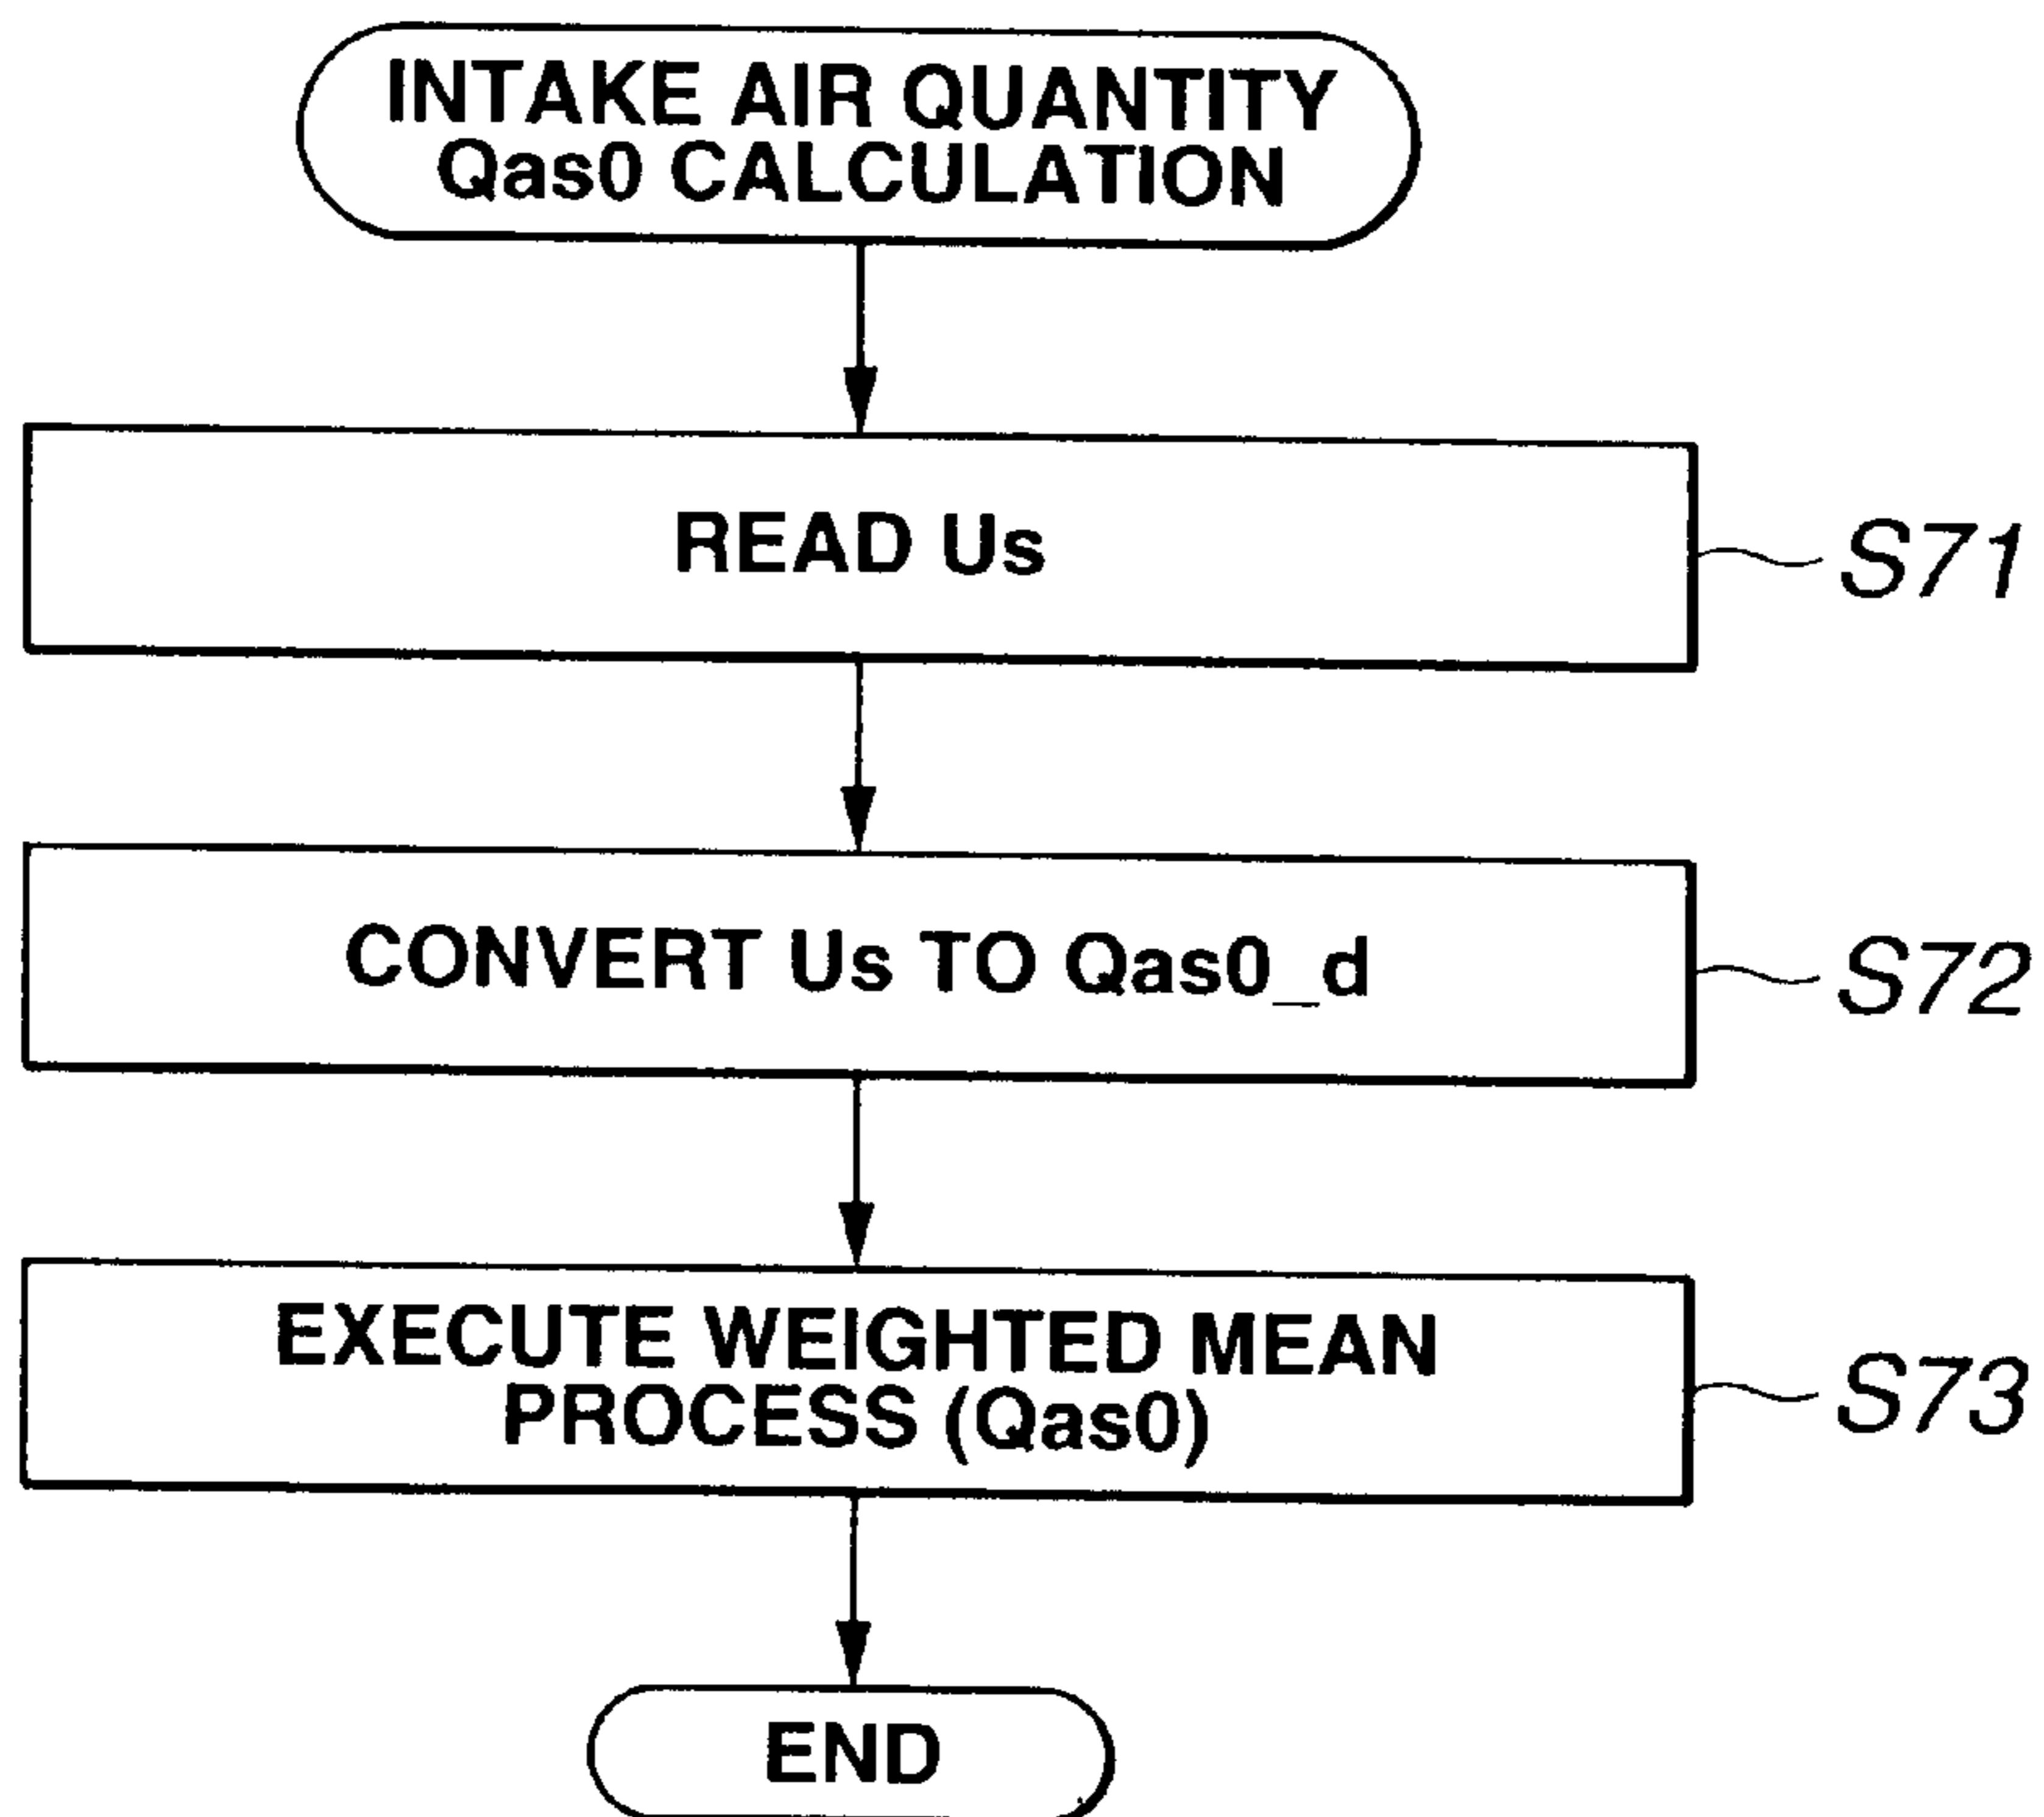 INTAKE AIR QUANTITY
Qas0 CALCULATION
READ Us
S71
CONVERT Us TO Qas0_d
S72
EXECUTE WEIGHTED MEAN
PROCESS (Qas0)
S73
END